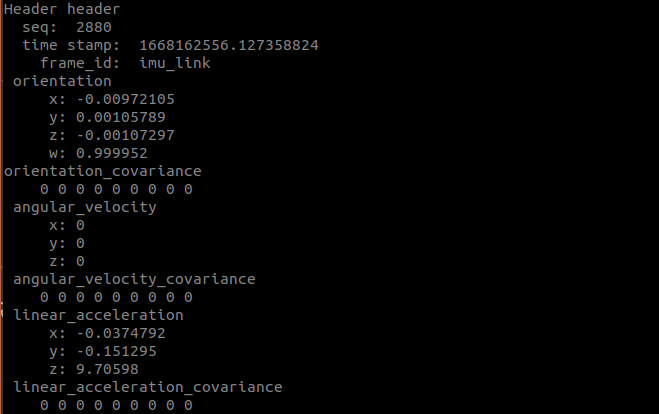 Header header
seq: 2880
time stamp: 1668162556.127358824
frame_id: imu_link
orientation
x: -0.00972105
y: 0.00105789
z: -0.00107297
w: 0.999952
orientation_covariance
0 0 0 0 0 0 0 0 0
angular_velocity
x: 0
y: 0
z: 0
angular_velocity_covariance
0 0 0 0 0 0 0 0 0
linear_acceleration
x: -0.0374792
y: -0.151295
z: 9.70598
linear_acceleration_covariance
0 0 0 0 0 0 0 0 0